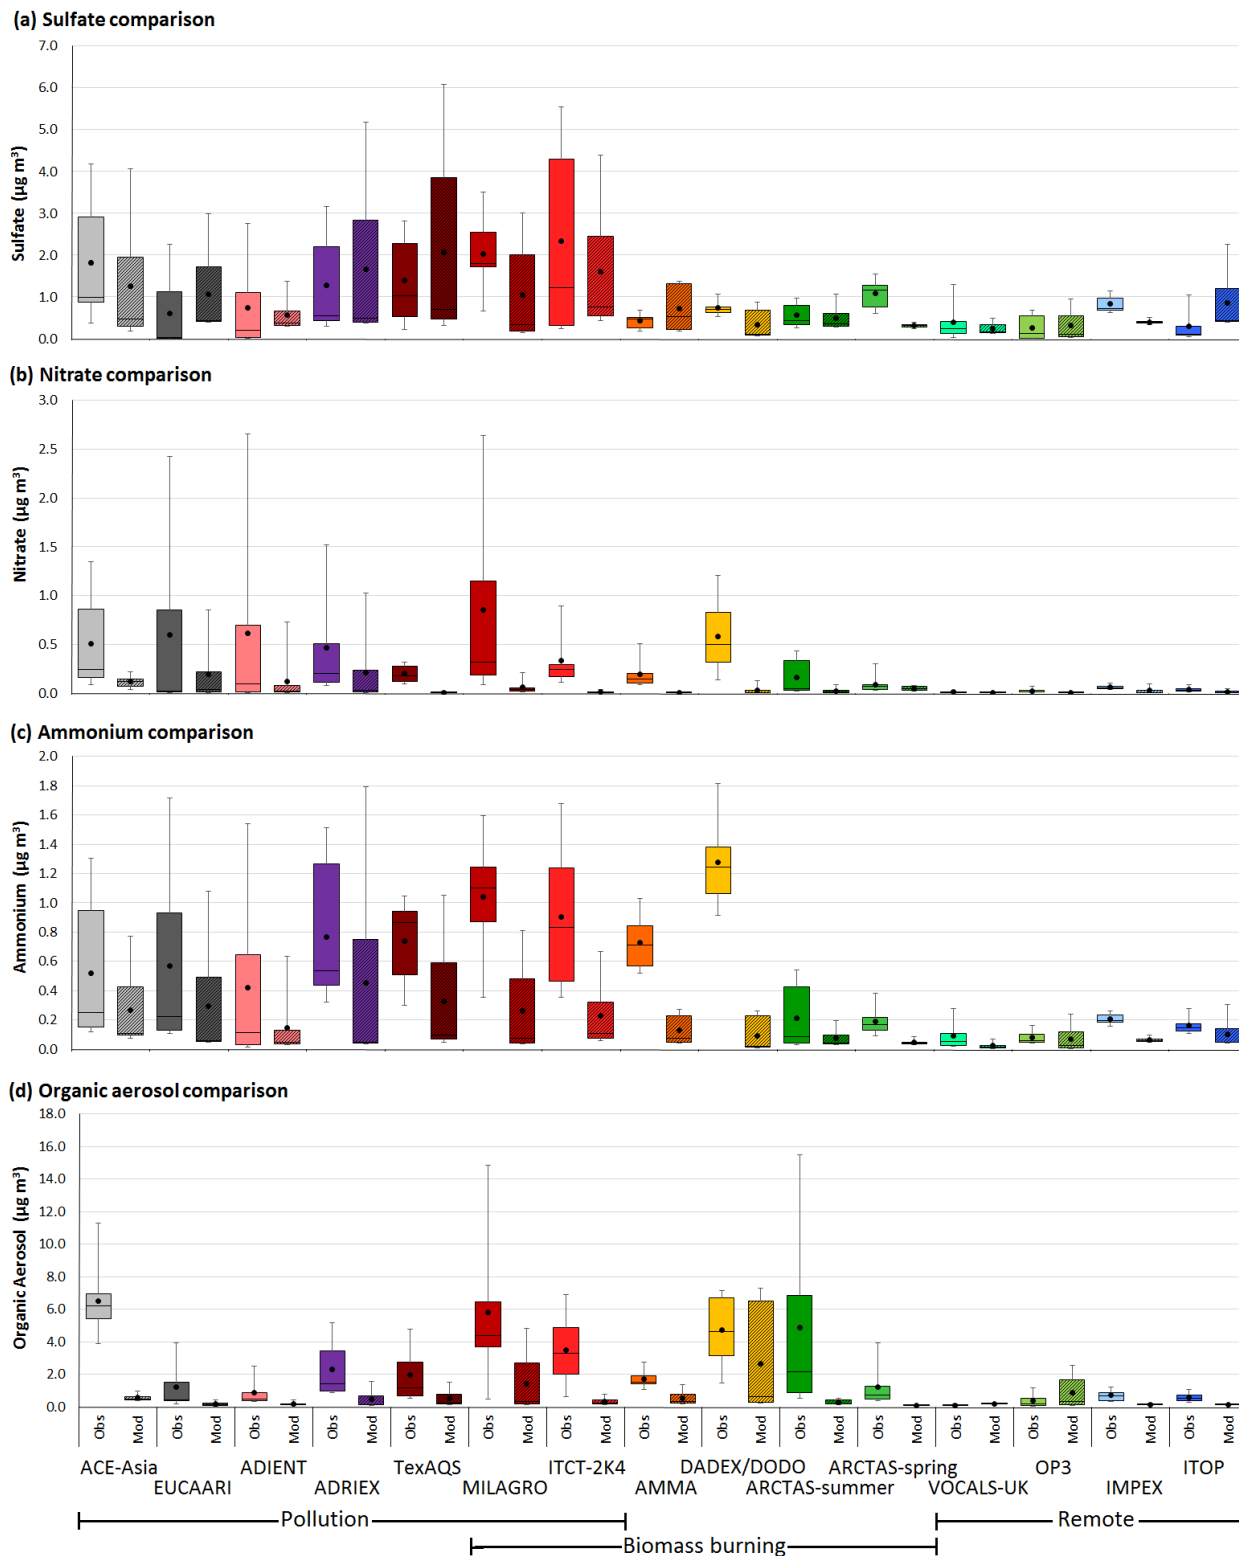 (a) Sulfate comparison
7.0
6.0
5.0
4.0
3.0
2.0
1.0
0.0
Sulfate (µg m³)
(b) Nitrate comparison
3.0
2.5
2.0
1.5
1.0
0.5
0.0
Nitrate (µg m³)
(c) Ammonium comparison
2.0
1.8
1.6
1.4
1.2
1.0
0.8
0.6
0.4
0.2
0.0
Ammonium (µg m³)
(d) Organic aerosol comparison
18.0
16.0
14.0
12.0
10.0
8.0
6.0
4.0
2.0
0.0
Organic Aerosol (µg m³)
Obs Mod Obs Mod Obs Mod Obs Mod Obs Mod Obs Mod Obs Mod Obs Mod Obs Mod Obs Mod Obs Mod Obs Mod Obs Mod Obs Mod Obs Mod
ACE-Asia ADIENT TexAQS ITCT-2K4 DADEX/DODO ARCTAS-spring OP3 ITOP
EUCAARI ADRIEX MILAGRO AMMA ARCTAS-summer VOCALS-UK IMPEX
Pollution Remote
Biomass burning